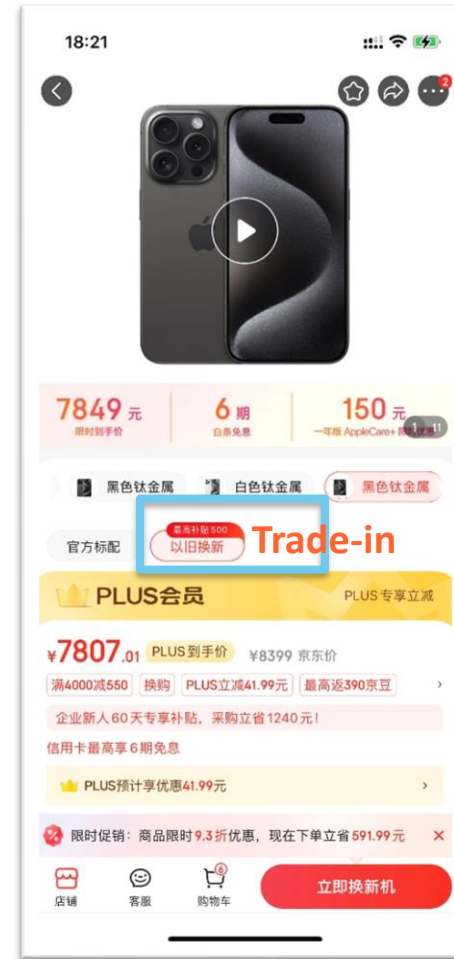 18:21
2
7849 元
限时到手价
6 期
白条免息
150 元
一年版 AppleCare+ 限时优惠
1 11
黑色钛金属
白色钛金属
黑色钛金属
官方标配
最高补贴500
以旧换新
Trade-in
PLUS会员
PLUS专享立减
¥7807.01
PLUS到手价
¥8399 京东价
满4000减550
换购
PLUS立减41.99元
最高返390京豆
企业新人60天专享补贴，采购立省1240元！
信用卡最高享6期免息
PLUS预计享优惠41.99元
限时促销：商品限时9.3折优惠，现在下单立省591.99元
店铺
客服
6
购物车
立即换新机